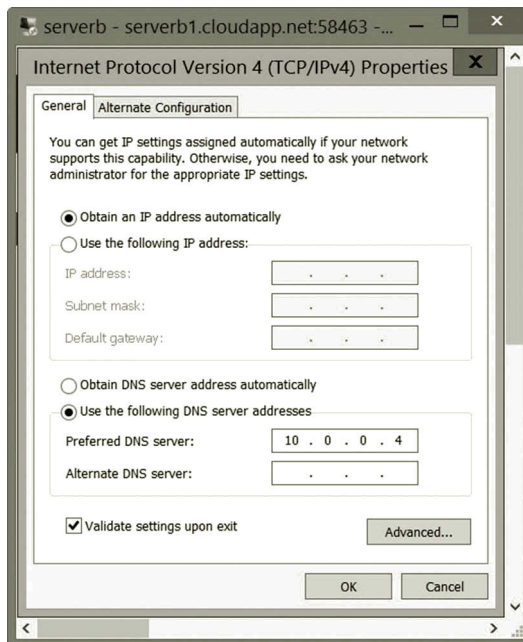 serverb - serverb1.cloudapp.net:58463 -...
Internet Protocol Version 4 (TCP/IPv4) Properties
General
Alternate Configuration
You can get IP settings assigned automatically if your network
supports this capability. Otherwise, you need to ask your network
administrator for the appropriate IP settings.
Obtain an IP address automatically
Use the following IP address:
IP address:
Subnet mask:
Default gateway:
Obtain DNS server address automatically
Use the following DNS server addresses
Preferred DNS server: 10 . 0 . 0 . 4
Alternate DNS server:
Validate settings upon exit
Advanced...
OK
Cancel